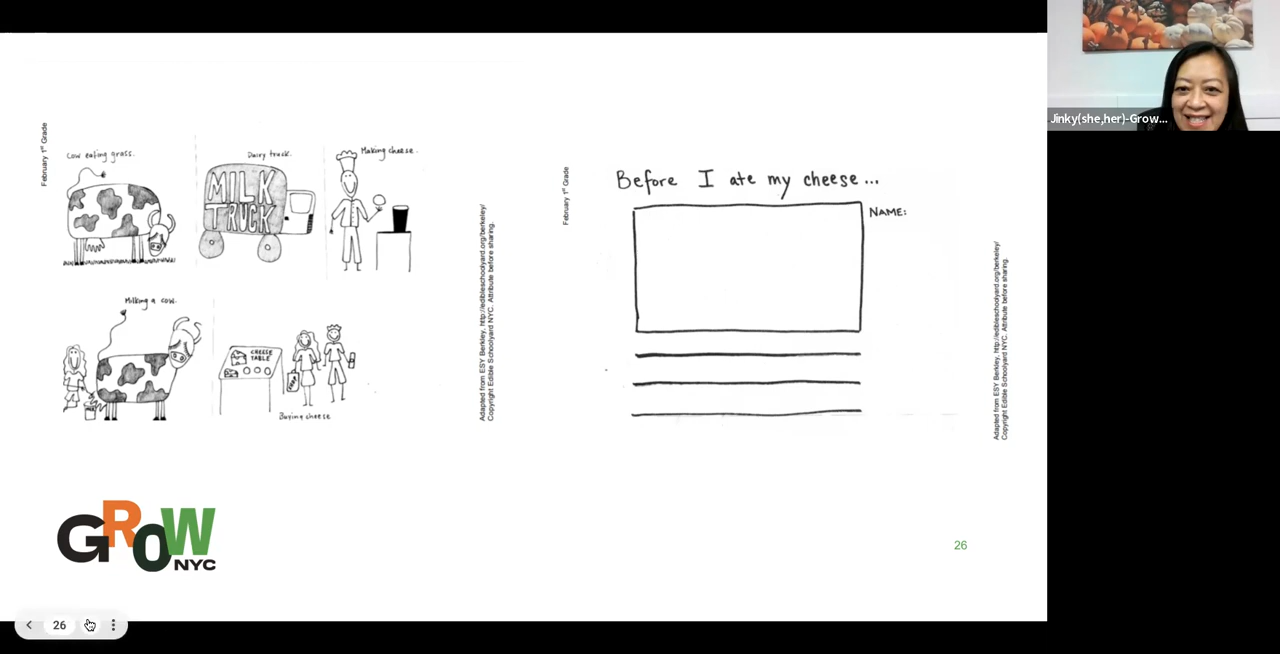 February 1st Grade
Cow eating grass.
Dairy truck.
Making cheese.
MILK
TRUCK
Milking a cow.
CHEESE
TABLE
Buying cheese
Adapted from ESY Berkley, http://edibleschoolyard.org/berkeley/
Copyright Edible Schoolyard NYC. Attribute before sharing.
February 1st Grade
Before I ate my cheese...
NAME:
Adapted from ESY Berkley, http://edibleschoolyard.org/berkeley/
Copyright Edible Schoolyard NYC. Attribute before sharing.
GROW
NYC
26
26
Jinky(she,her)-Grow...